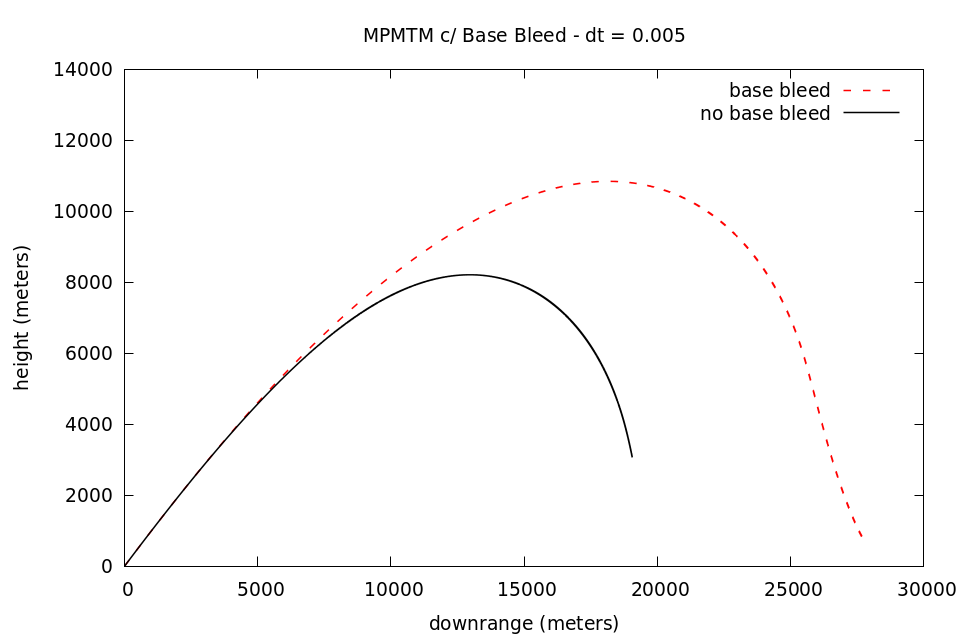 MPMTM c/ Base Bleed - dt = 0.005
14000
12000
10000
8000
6000
4000
2000
0
base bleed
no base bleed
height (meters)
0 5000 10000 15000 20000 25000 30000
downrange (meters)